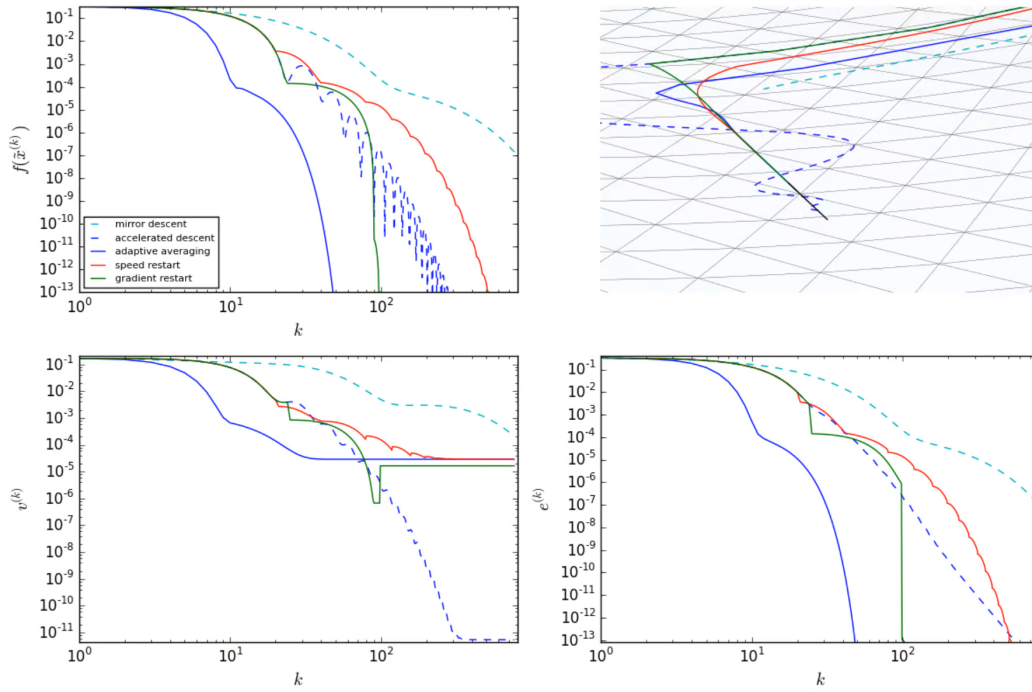 10^{-1}
10^{-2}
10^{-3}
10^{-4}
10^{-5}
10^{-6}
10^{-7}
10^{-8}
10^{-9}
10^{-10}
10^{-11}
10^{-12}
10^{-13}
f(\tilde{x}^{(k)})
mirror descent
accelerated descent
adaptive averaging
speed restart
gradient restart
10^0 10^1 10^2
k
10^{-1}
10^{-2}
10^{-3}
10^{-4}
10^{-5}
10^{-6}
10^{-7}
10^{-8}
10^{-9}
10^{-10}
10^{-11}
v^{(k)}
10^0 10^1 10^2
k
10^{-1}
10^{-2}
10^{-3}
10^{-4}
10^{-5}
10^{-6}
10^{-7}
10^{-8}
10^{-9}
10^{-10}
10^{-11}
10^{-12}
10^{-13}
e^{(k)}
10^0 10^1 10^2
k